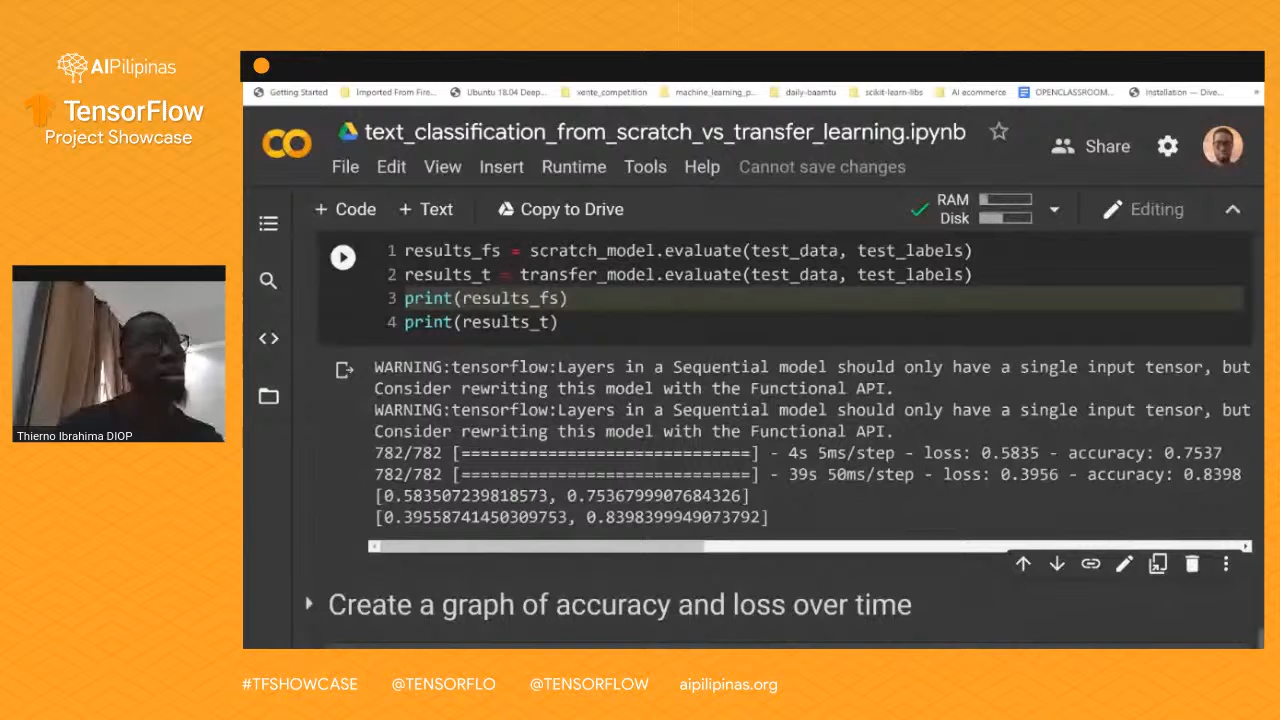 AIPilipinas
TensorFlow
Project Showcase
Getting Started
Imported From Fire...
Ubuntu 18.04 Deep...
xente_competition
machine_learning_p...
daily-baamtu
scikit-learn-libs
AI ecommerce
OPENCLASSROOM...
Installation — Dive...
»
text_classification_from_scratch_vs_transfer_learning.ipynb
Share
File Edit View Insert Runtime Tools Help Cannot save changes
+ Code + Text Copy to Drive
RAM
Disk
Editing
1 results_fs = scratch_model.evaluate(test_data, test_labels)
2 results_t = transfer_model.evaluate(test_data, test_labels)
3 print(results_fs)
4 print(results_t)
WARNING:tensorflow:Layers in a Sequential model should only have a single input tensor, but
Consider rewriting this model with the Functional API.
WARNING:tensorflow:Layers in a Sequential model should only have a single input tensor, but
Consider rewriting this model with the Functional API.
782/782 [==============================] - 4s 5ms/step - loss: 0.5835 - accuracy: 0.7537
782/782 [==============================] - 39s 50ms/step - loss: 0.3956 - accuracy: 0.8398
[0.583507239818573, 0.7536799907684326]
[0.39558741450309753, 0.8398399949073792]
Create a graph of accuracy and loss over time
Thierno Ibrahima DIOP
#TFSHOWCASE @TENSORFLO @TENSORFLOW aipilipinas.org